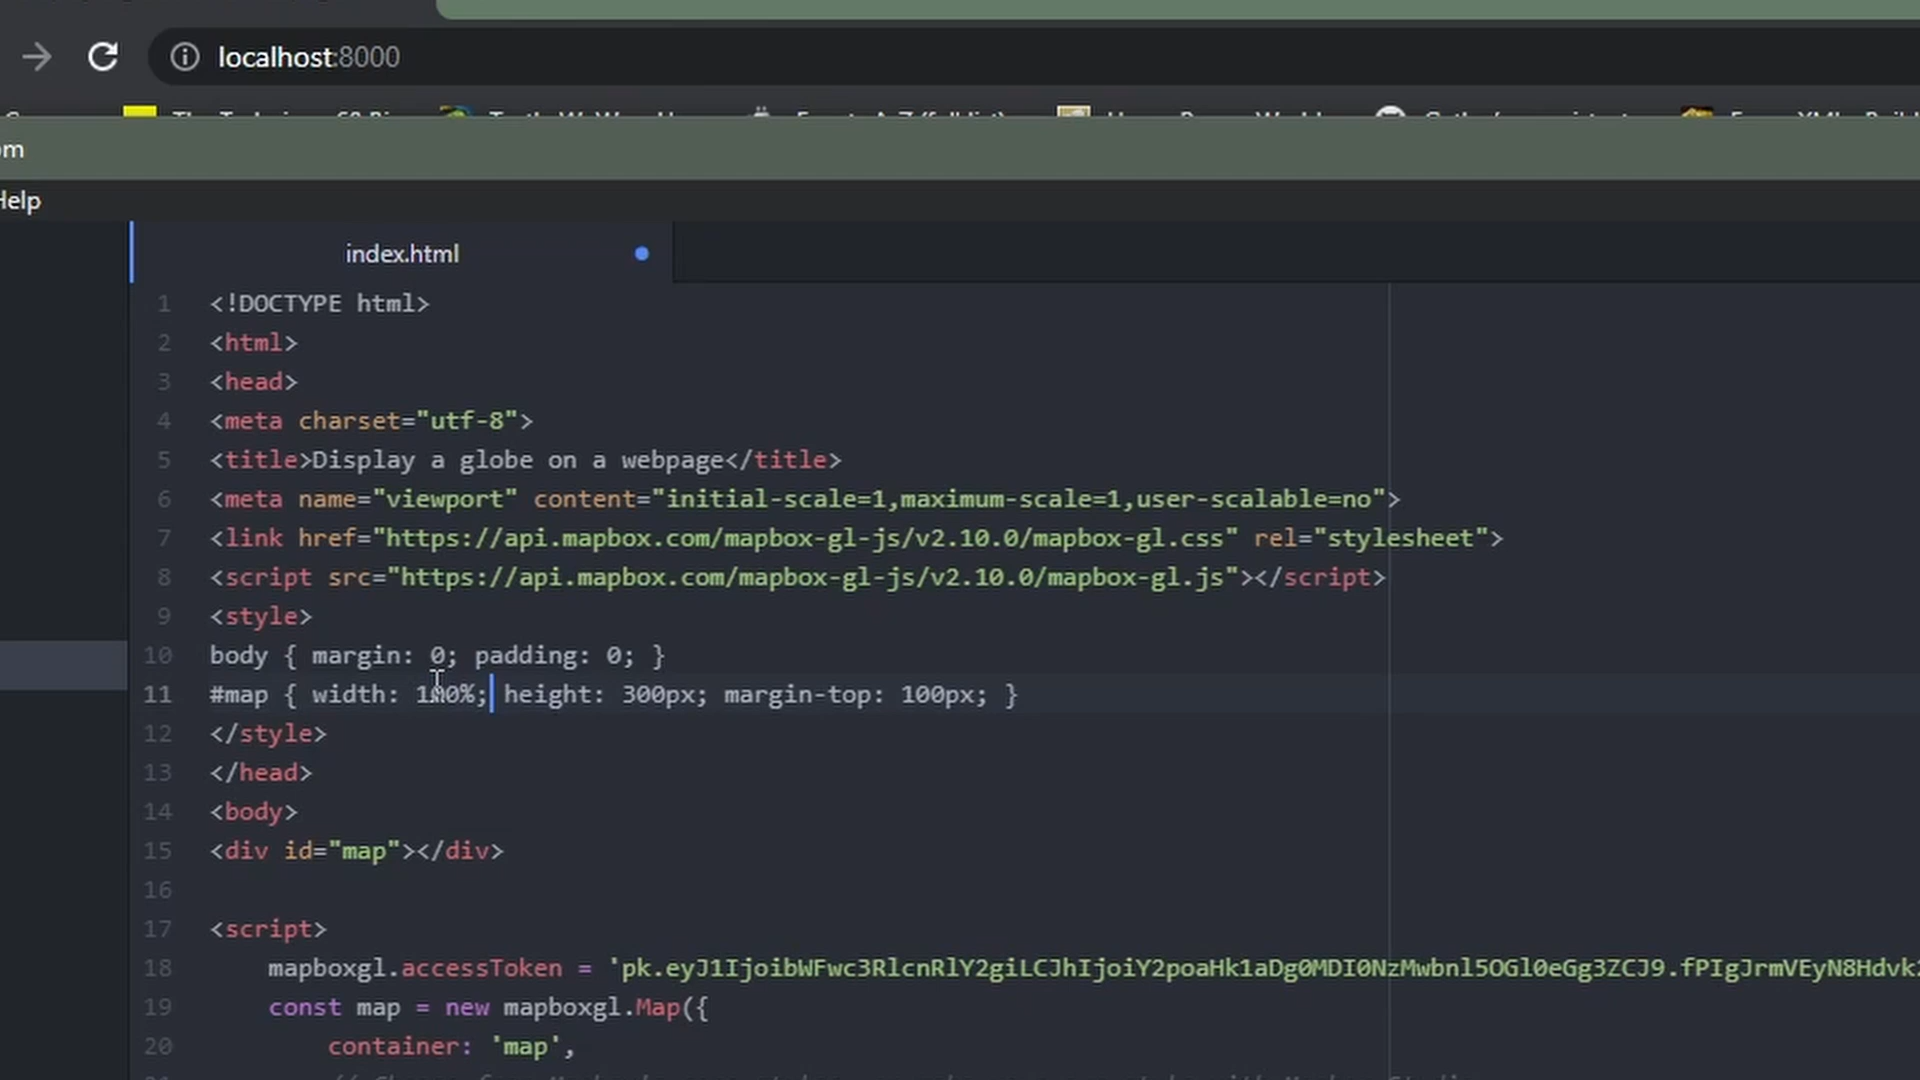 localhost:8000
Help
index.html
1 <!DOCTYPE html>
2 <html>
3 <head>
4 <meta charset="utf-8">
5 <title>Display a globe on a webpage</title>
6 <meta name="viewport" content="initial-scale=1,maximum-scale=1,user-scalable=no">
7 <link href="https://api.mapbox.com/mapbox-gl-js/v2.10.0/mapbox-gl.css" rel="stylesheet">
8 <script src="https://api.mapbox.com/mapbox-gl-js/v2.10.0/mapbox-gl.js"></script>
9 <style>
10 body { margin: 0; padding: 0; }
11 #map { width: 100%; height: 300px; margin-top: 100px; }
12 </style>
13 </head>
14 <body>
15 <div id="map"></div>
16
17 <script>
18 mapboxgl.accessToken =
19 const map = new mapboxgl.Map({
20 container: 'map',